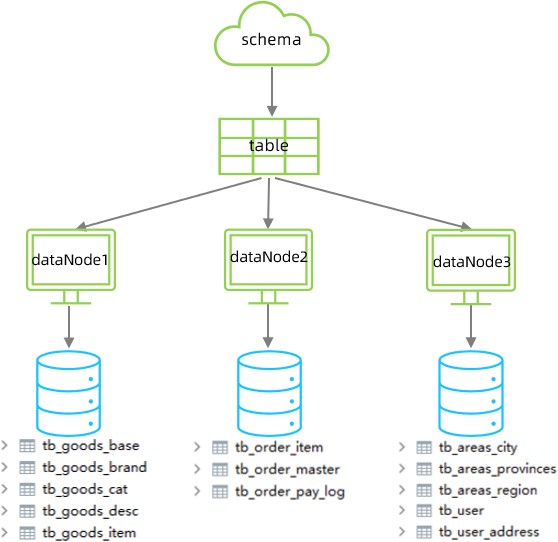 schema
table
dataNode1
dataNode2
dataNode3
tb_goods_base
tb_goods_brand
tb_goods_cat
tb_goods_desc
tb_goods_item
tb_order_item
tb_order_master
tb_order_pay_log
tb_areas_city
tb_areas_provinces
tb_areas_region
tb_user
tb_user_address